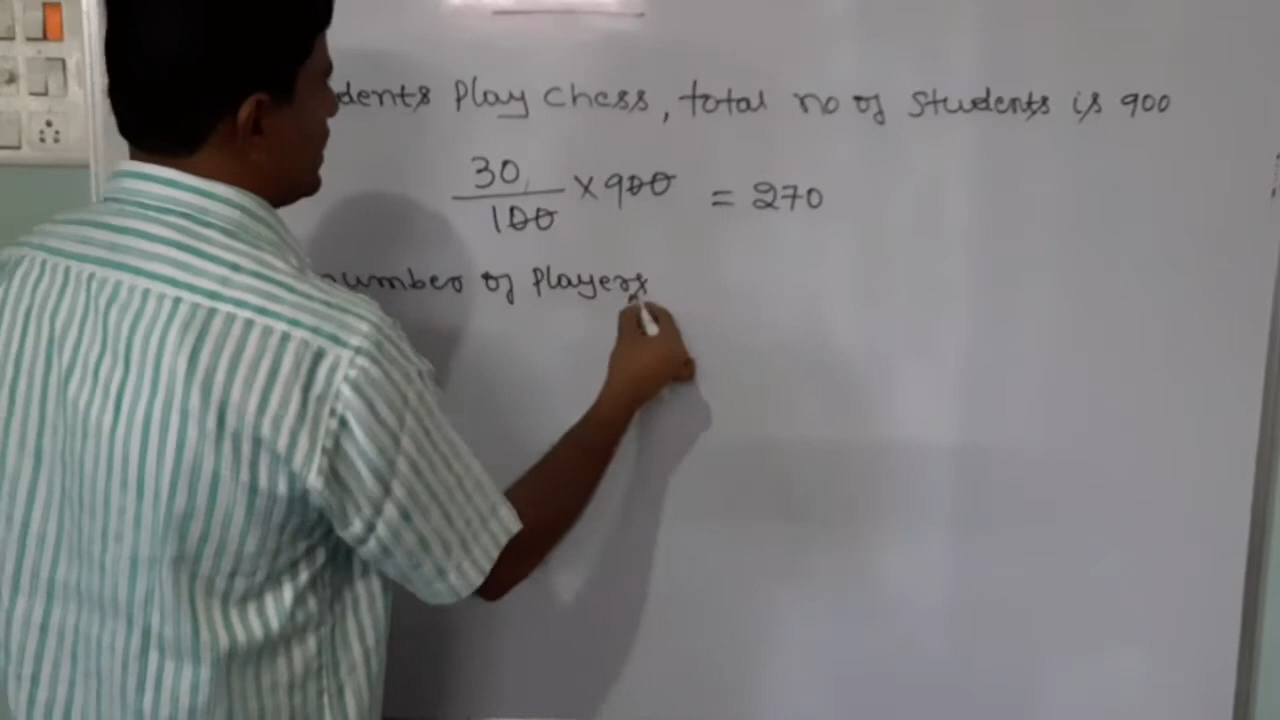 dents Play chess, total no of students is 900
30/100 × 900 = 270
number of Players